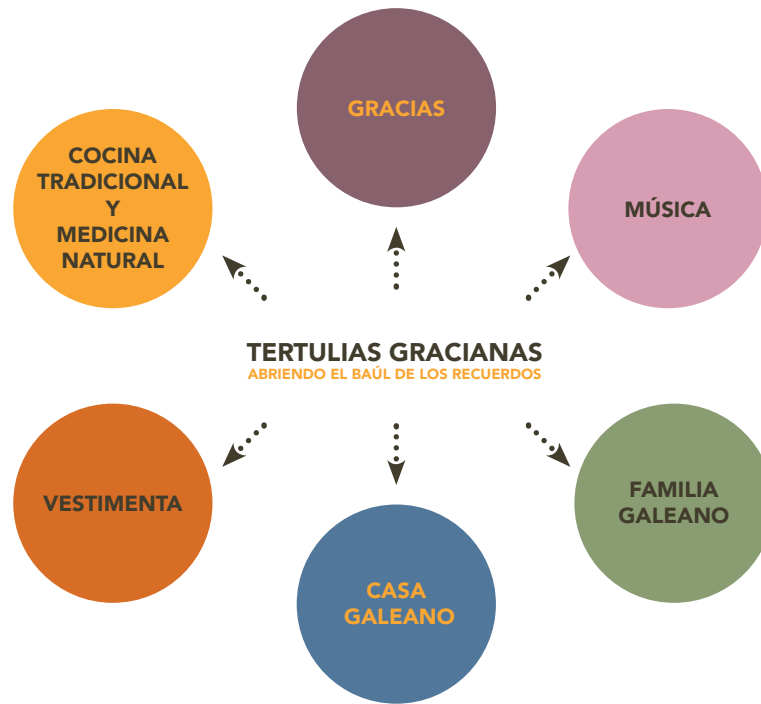 GRACIAS
COCINA
TRADICIONAL
Y
MEDICINA
NATURAL
MÚSICA
TERTULIAS GRACIANAS
ABRIENDO EL BAÚL DE LOS RECUERDOS
VESTIMENTA
FAMILIA
GALEANO
CASA
GALEANO